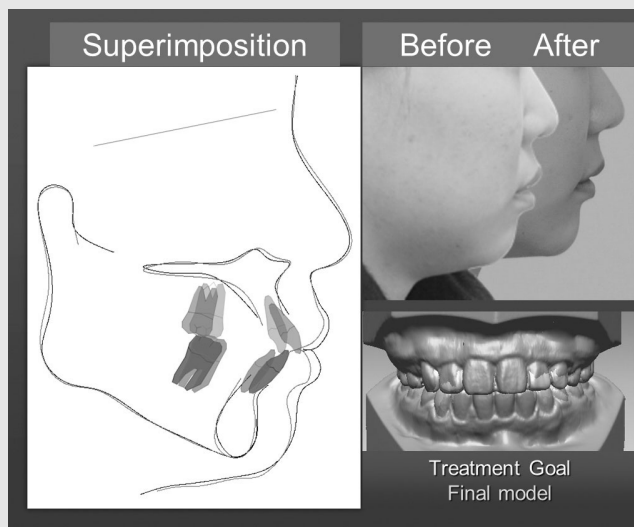 Superimposition
Before After
Treatment Goal
Final model